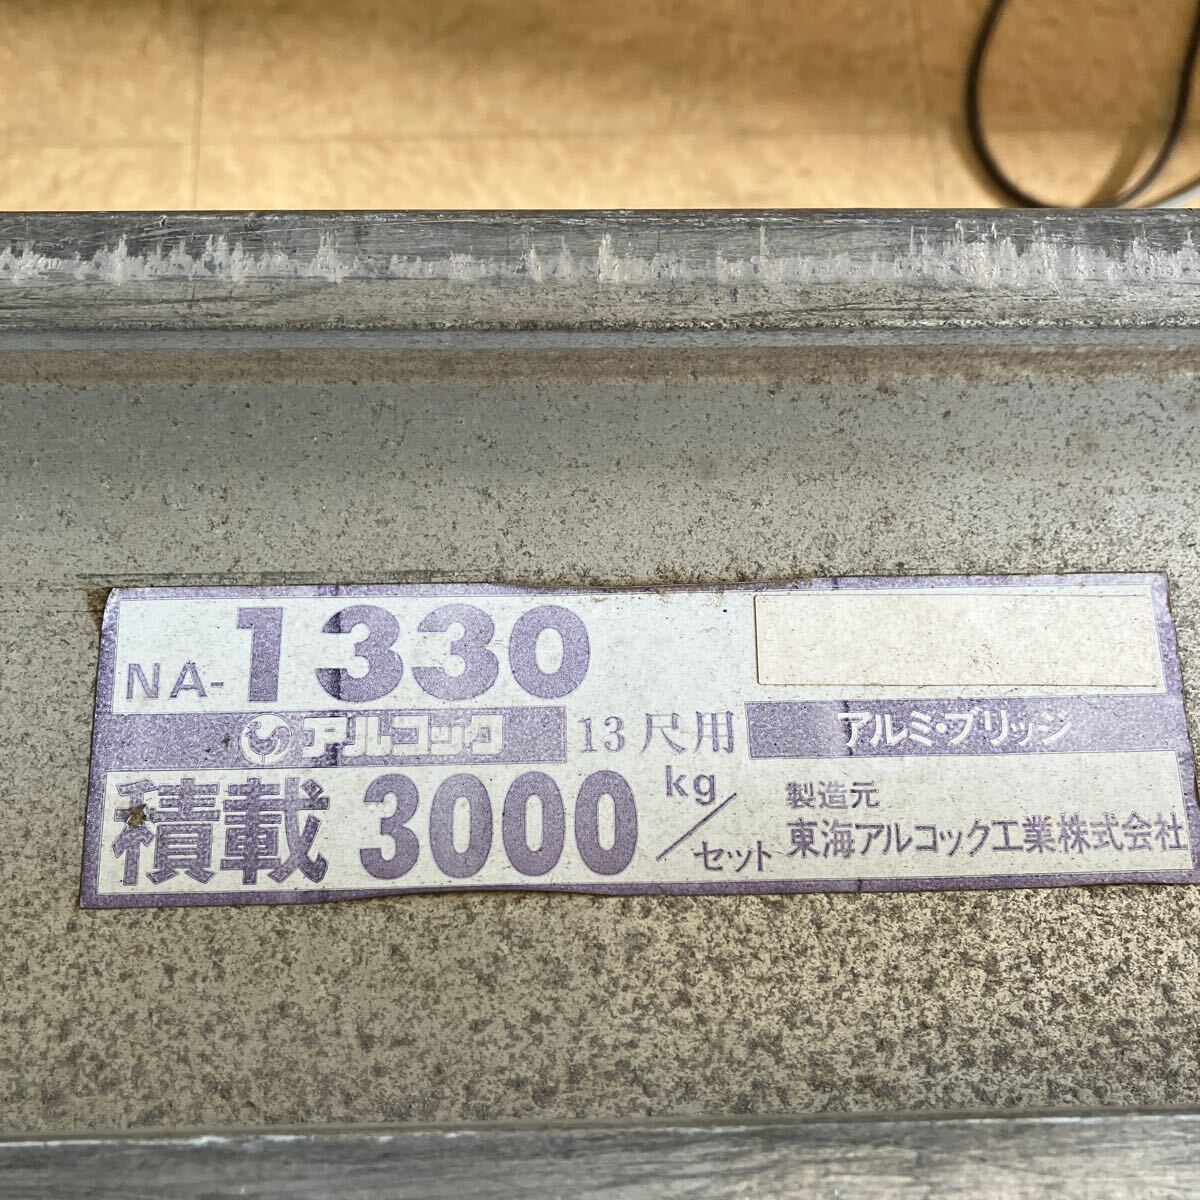 NA-1330
アルコック 13尺用 アルミ・ブリッジ
積載 3000 kg/セット
製造元
東海アルコック工業株式会社